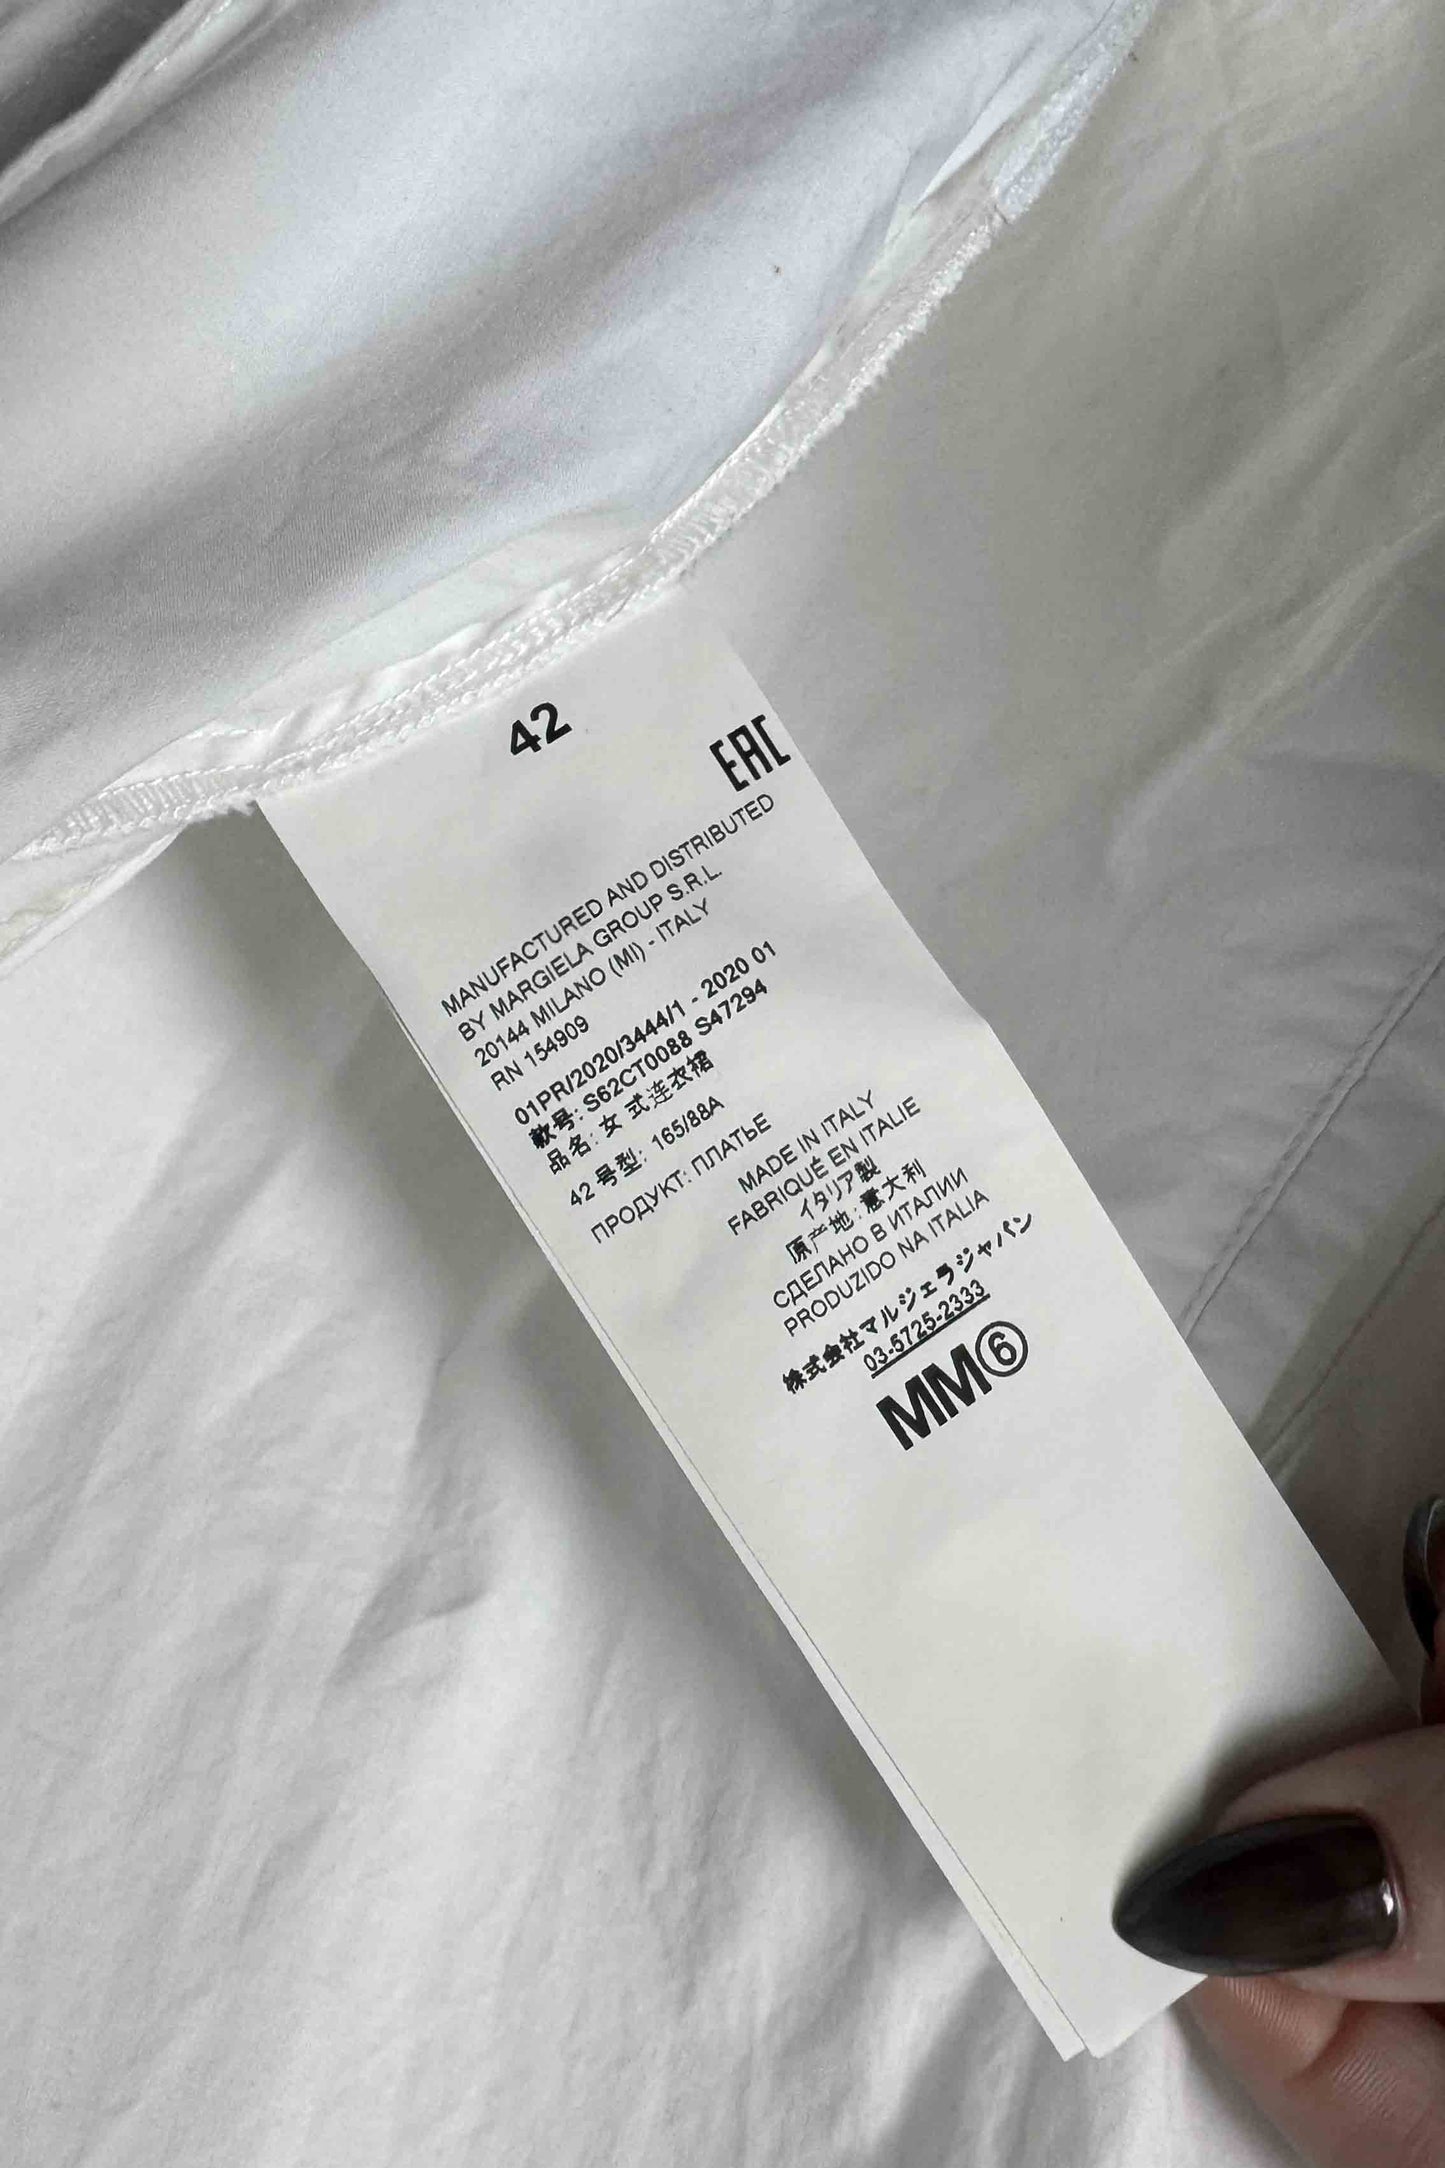 42
EAC
MANUFACTURED AND DISTRIBUTED
BY MARGIELA GROUP S.R.L.
20144 MILANO (MI) - ITALY
RN 154909
01PR/2020/3444/1 - 2020 01
款号: S62CT0088 S47294
品名: 女 式连衣裙
42 号型: 165/88A
ПРОДУКТ: ПЛАТЬЕ
MADE IN ITALY
FABRIQUÉ EN ITALIE
イタリア製
原产地: 意大利
СДЕЛАНО В ИТАЛИИ
PRODUZIDO NA ITALIA
株式会社マルジェラジャパン
03-5725-2333
MM⑥